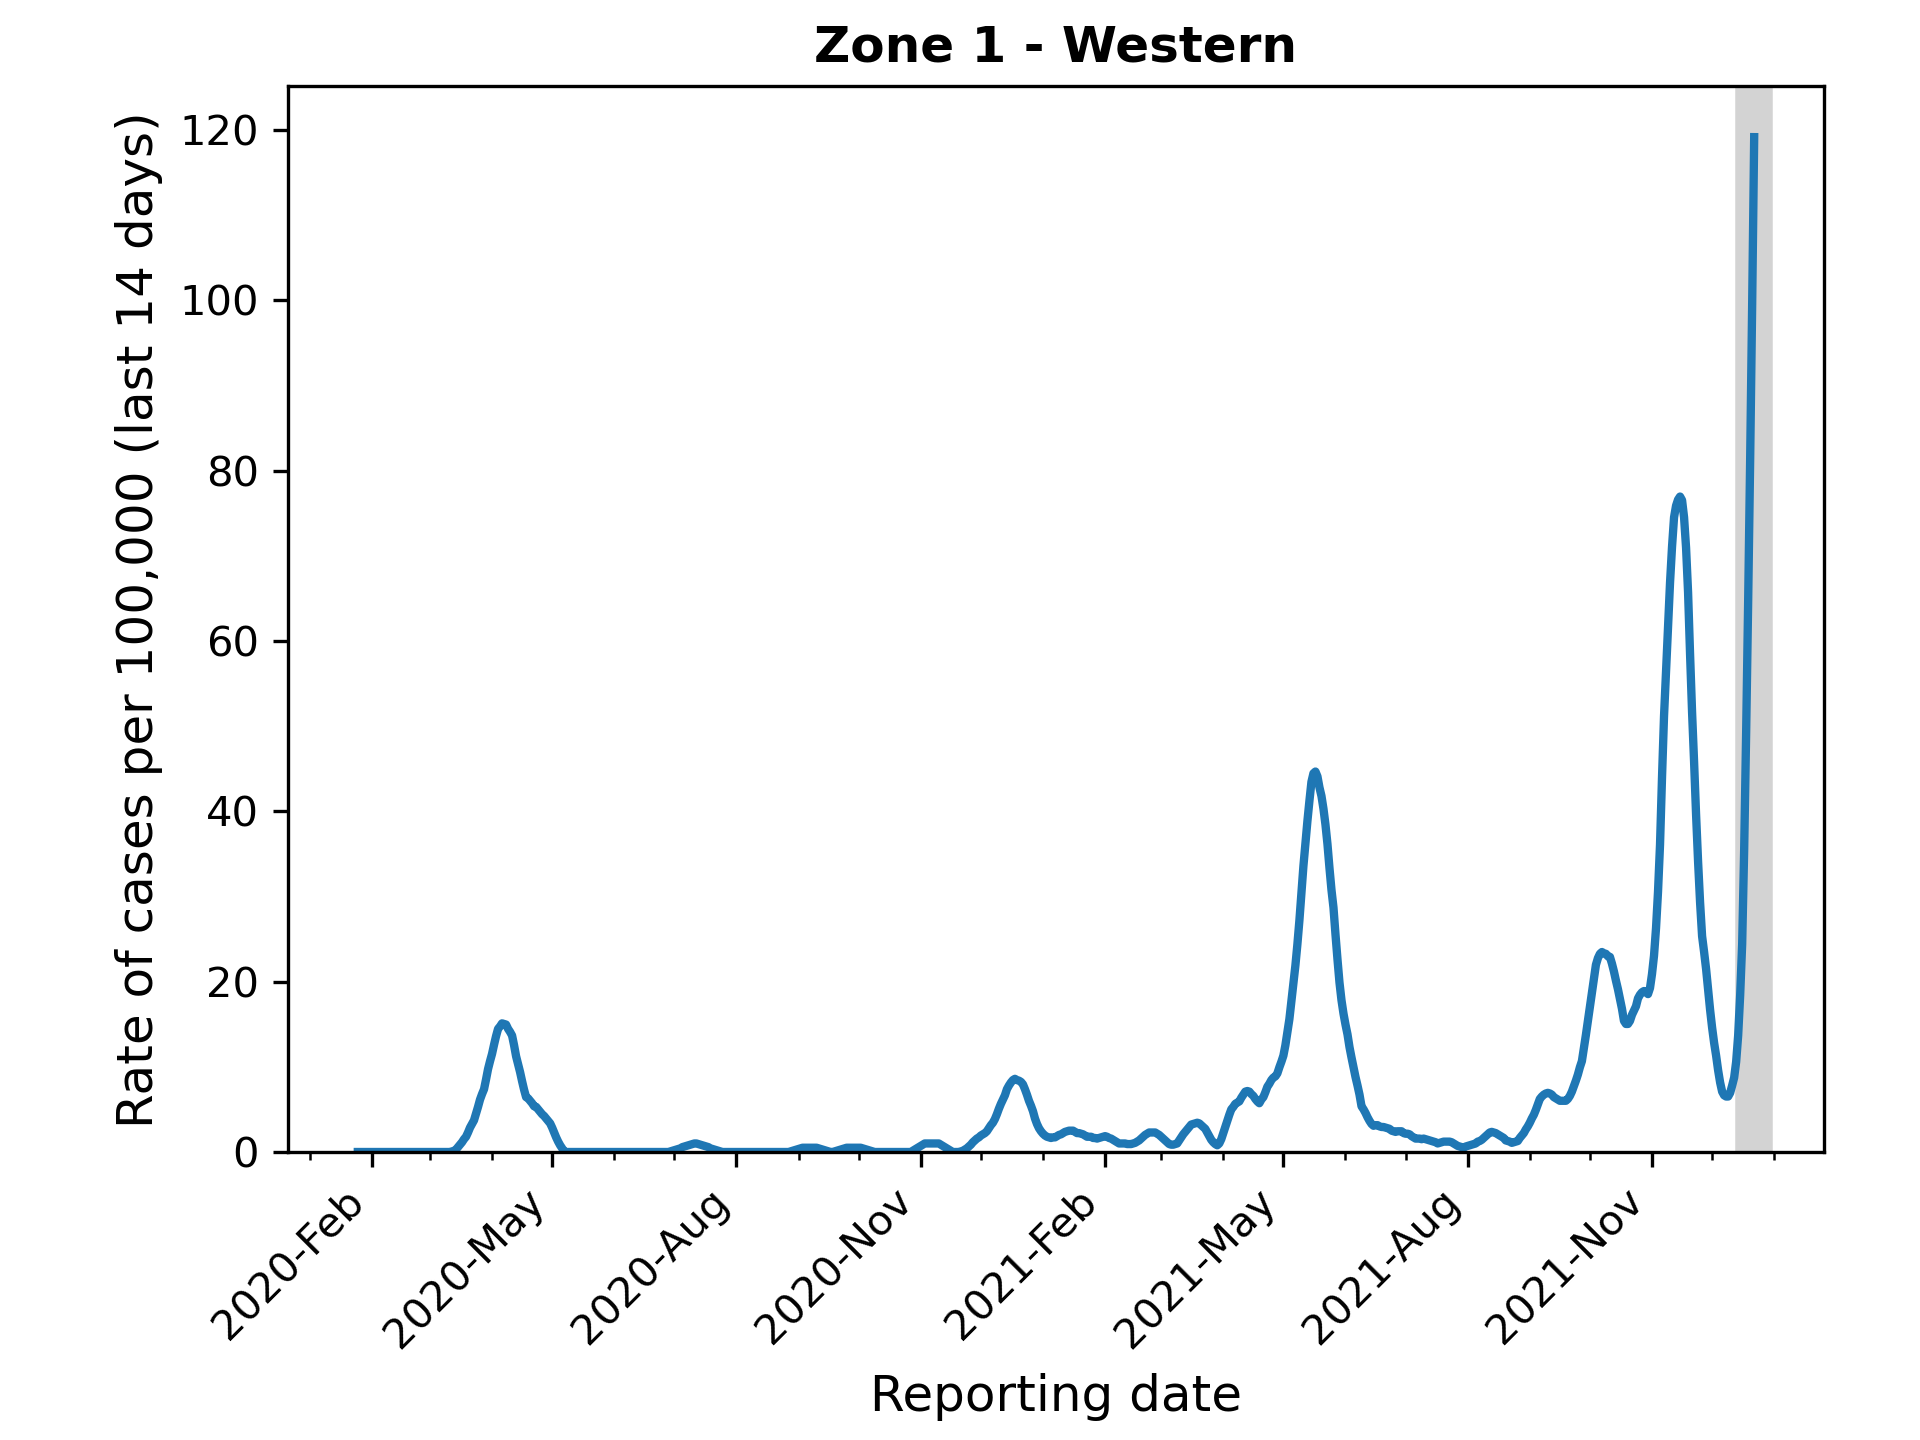 Zone 1 - Western
Rate of cases per 100,000 (last 14 days)
120
100
80
60
40
20
0
2020-Feb
2020-May
2020-Aug
2020-Nov
2021-Feb
2021-May
2021-Aug
2021-Nov
Reporting date